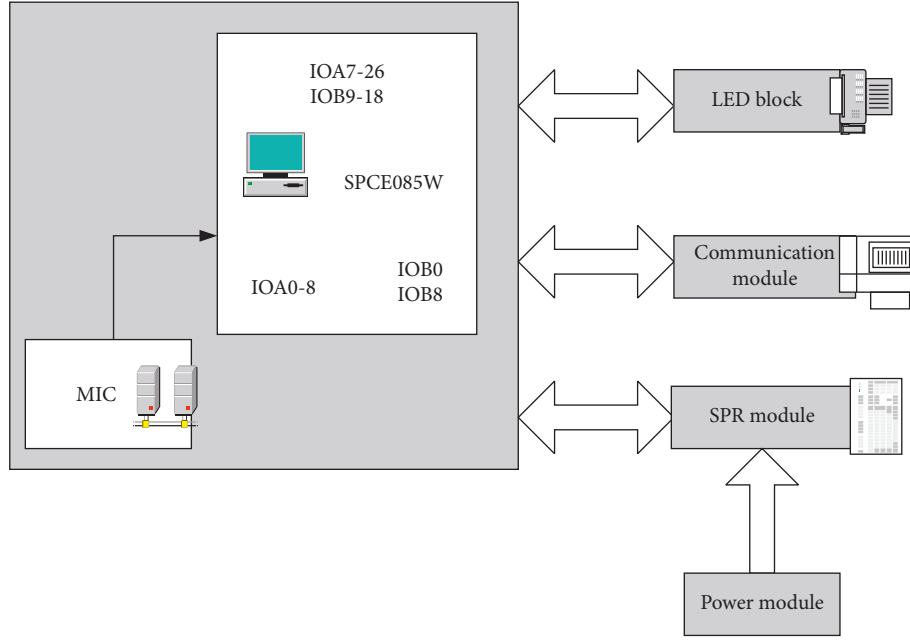 IOA7-26
IOB9-18
LED block
SPCE085W
Communication
module
IOA0-8
IOB0
IOB8
MIC
SPR module
Power module